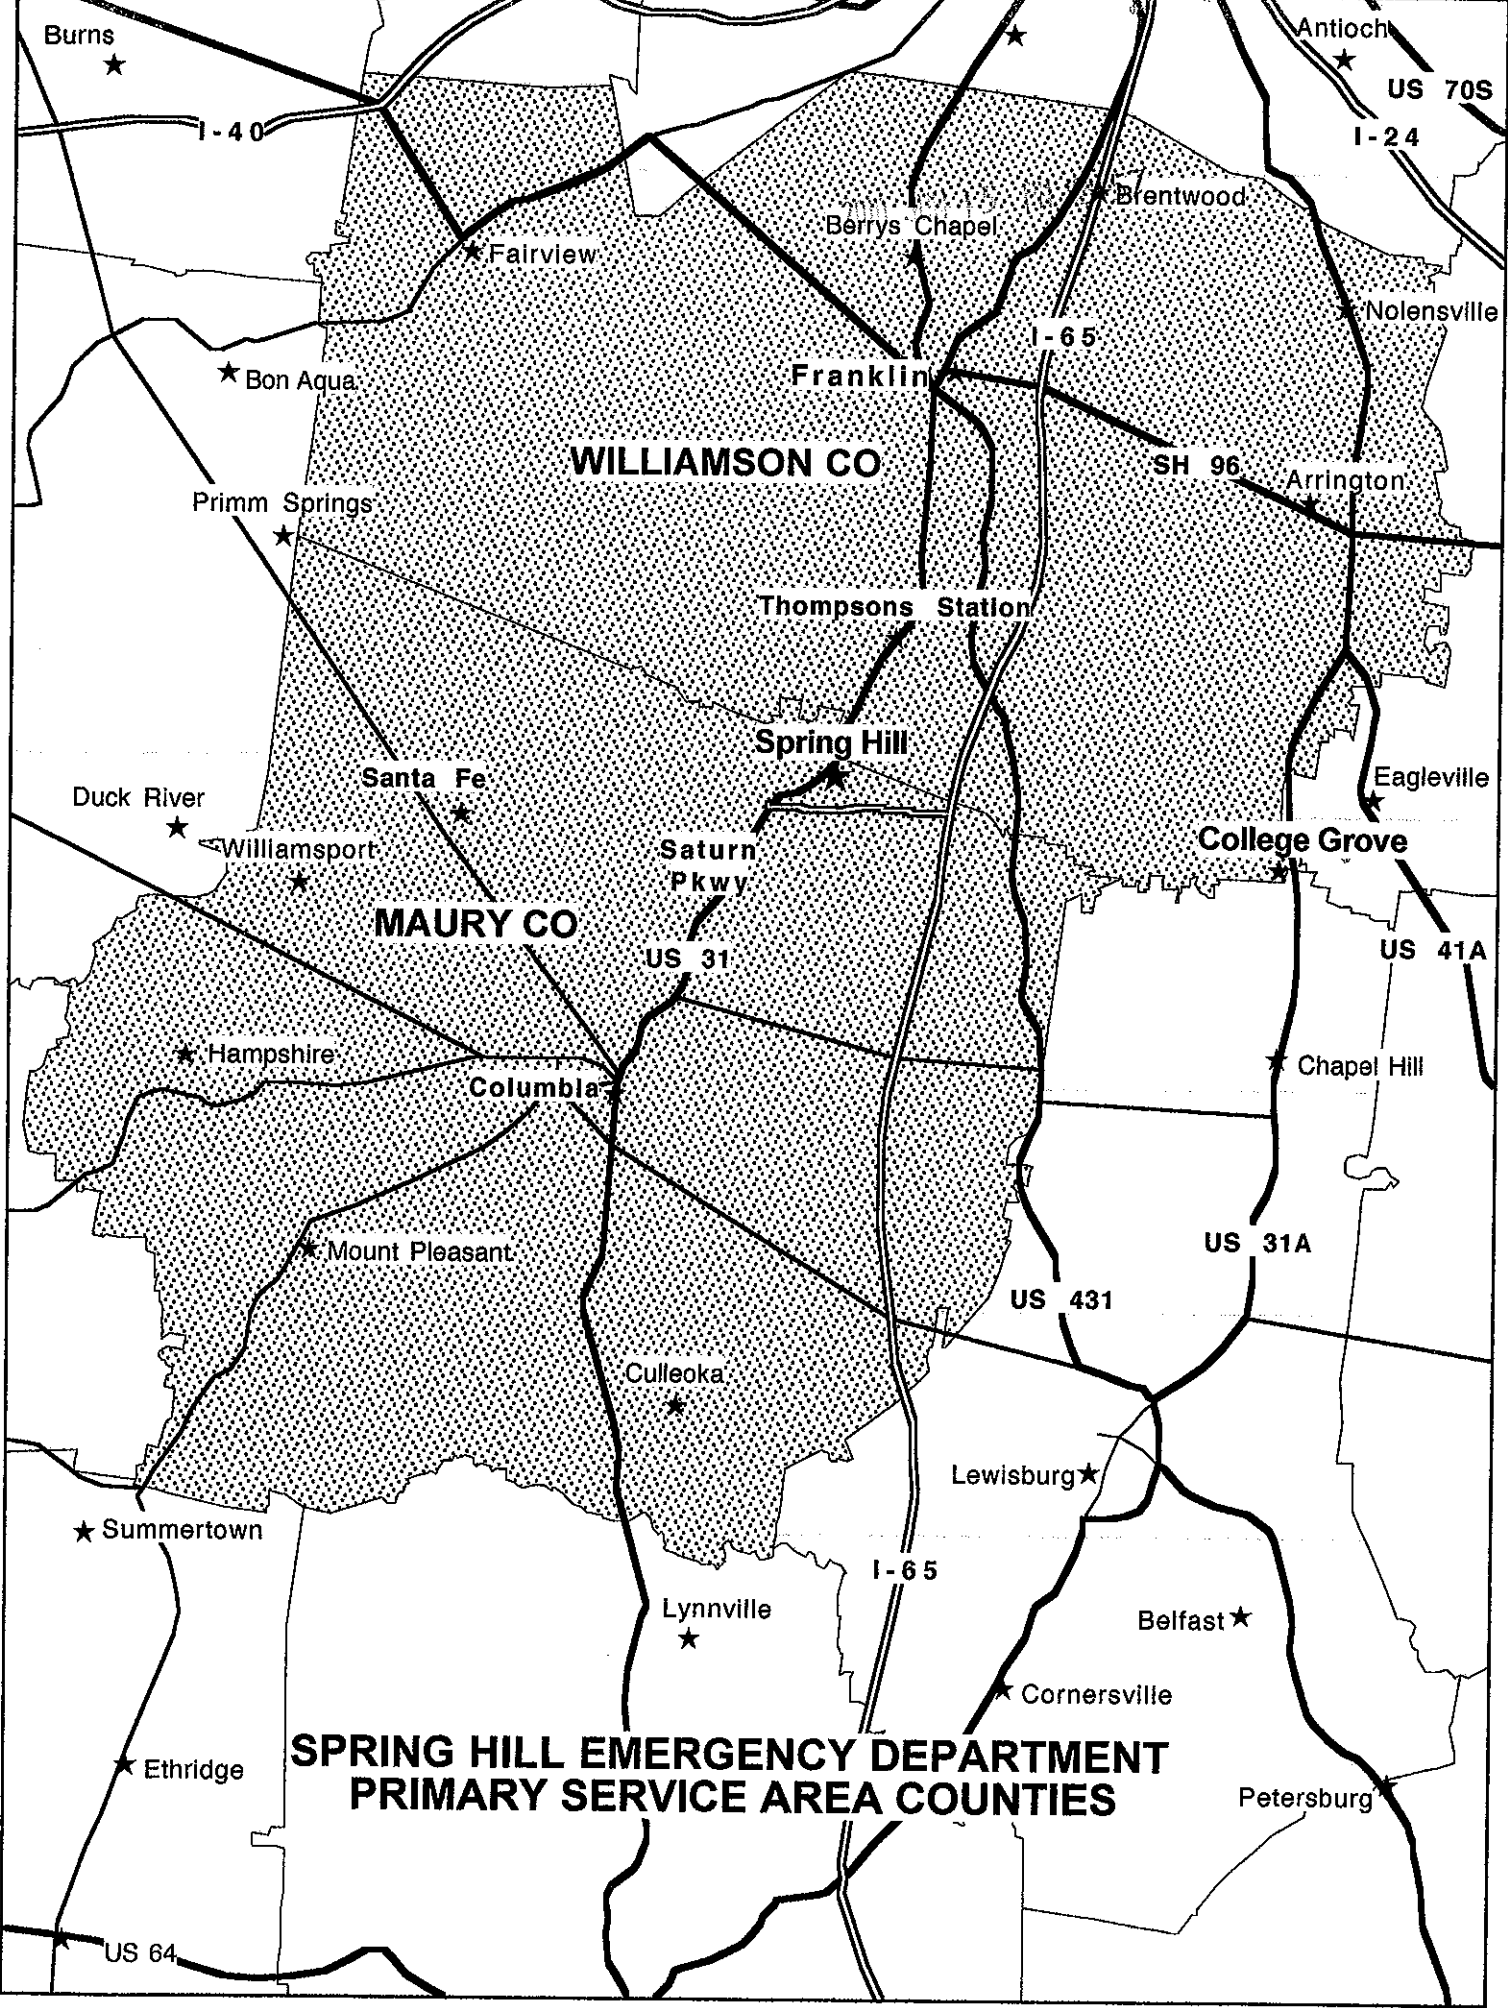 Burns
Antioch
US 70S
I-40
I-24
Brentwood
Berrys Chapel
Fairview
Nolensville
I-65
Bon Aqua
Franklin
WILLIAMSON CO
SH 96
Arrington
Primm Springs
Thompsons Station
Spring Hill
Santa Fe
Eagleville
Duck River
College Grove
Williamsport
Saturn
Pkwy
MAURY CO
US 41A
US 31
Hampshire
Chapel Hill
Columbia
Mount Pleasant
US 31A
US 431
Culleoka
Lewisburg
Summertown
I-65
Lynnville
Belfast
Cornersville
SPRING HILL EMERGENCY DEPARTMENT
PRIMARY SERVICE AREA COUNTIES
Ethridge
Petersburg
US 64